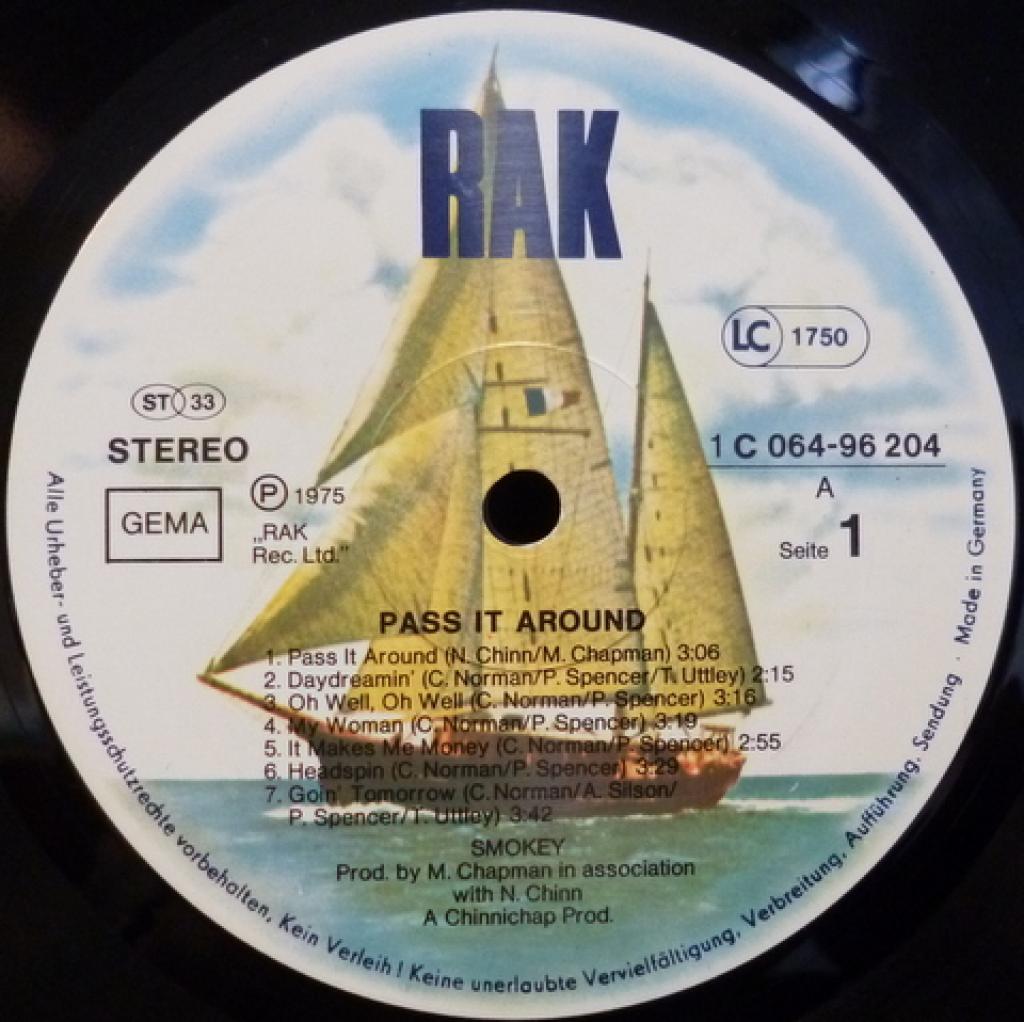 RAK
LC 1750
ST 33
STEREO
1 C 064-96 204
GEMA
Ⓟ 1975
„RAK
Rec. Ltd."
A
Seite 1
PASS IT AROUND
1. Pass It Around (N. Chinn/M. Chapman) 3:06
2. Daydreamin' (C. Norman/P. Spencer/T. Uttley) 2:15
3. Oh Well, Oh Well (C. Norman/P. Spencer) 3:16
4. My Woman (C. Norman/P. Spencer) 3:19
5. It Makes Me Money (C. Norman/P. Spencer) 2:55
6. Headspin (C. Norman/P. Spencer) 3:29
7. Goin' Tomorrow (C. Norman/A. Silson/
P. Spencer/T. Uttley) 3:42
SMOKEY
Prod. by M. Chapman in association
with N. Chinn
A Chinnichap Prod.
Alle Urheber- und Leistungsschutzrechte vorbehalten. Kein Verleih! Keine unerlaubte Vervielfältigung, Verbreitung, Aufführung, Sendung · Made in Germany